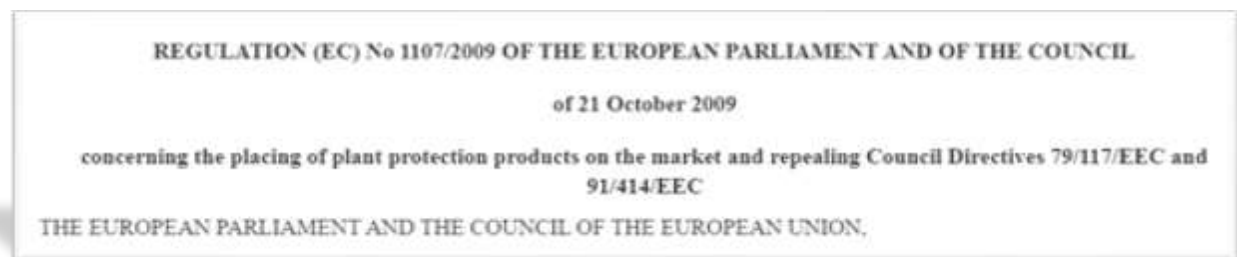 REGULATION (EC) No 1107/2009 OF THE EUROPEAN PARLIAMENT AND OF THE COUNCIL
of 21 October 2009
concerning the placing of plant protection products on the market and repealing Council Directives 79/117/EEC and
91/414/EEC
THE EUROPEAN PARLIAMENT AND THE COUNCIL OF THE EUROPEAN UNION,